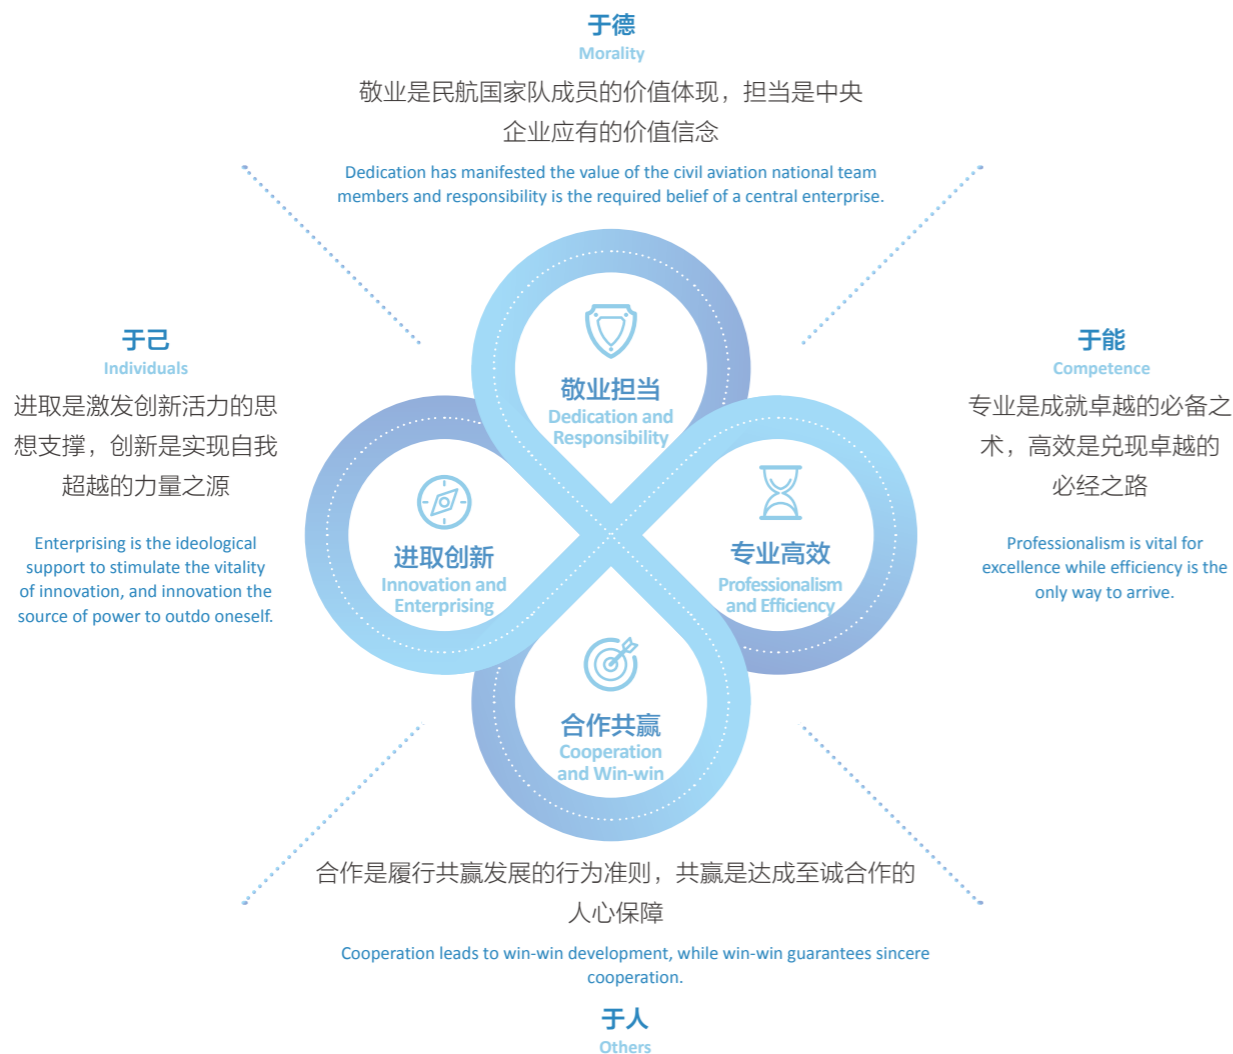 于德
Morality
敬业是民航国家队成员的价值体现，担当是中央
企业应有的价值信念
Dedication has manifested the value of the civil aviation national team
members and responsibility is the required belief of a central enterprise.
于己
Individuals
进取是激发创新活力的思
想支撑，创新是实现自我
超越的力量之源
Enterprising is the ideological
support to stimulate the vitality
of innovation, and innovation the
source of power to outdo oneself.
敬业担当
Dedication and
Responsibility
进取创新
Innovation and
Enterprising
专业高效
Professionalism
and Efficiency
合作共赢
Cooperation
and Win-win
于能
Competence
专业是成就卓越的必备之
术，高效是兑现卓越的
必经之路
Professionalism is vital for
excellence while efficiency is the
only way to arrive.
合作是履行共赢发展的行为准则，共赢是达成至诚合作的
人心保障
Cooperation leads to win-win development, while win-win guarantees sincere
cooperation.
于人
Others